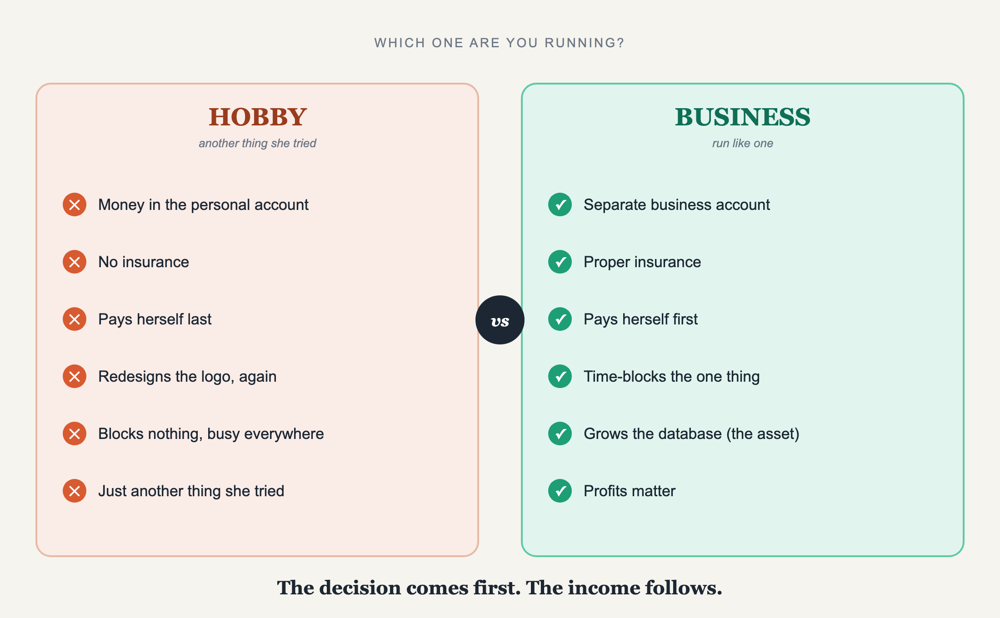 WHICH ONE ARE YOU RUNNING?
HOBBY
another thing she tried
Money in the personal account
No insurance
Pays herself last
Redesigns the logo, again
Blocks nothing, busy everywhere
Just another thing she tried
vs
BUSINESS
run like one
Separate business account
Proper insurance
Pays herself first
Time-blocks the one thing
Grows the database (the asset)
Profits matter
The decision comes first. The income follows.